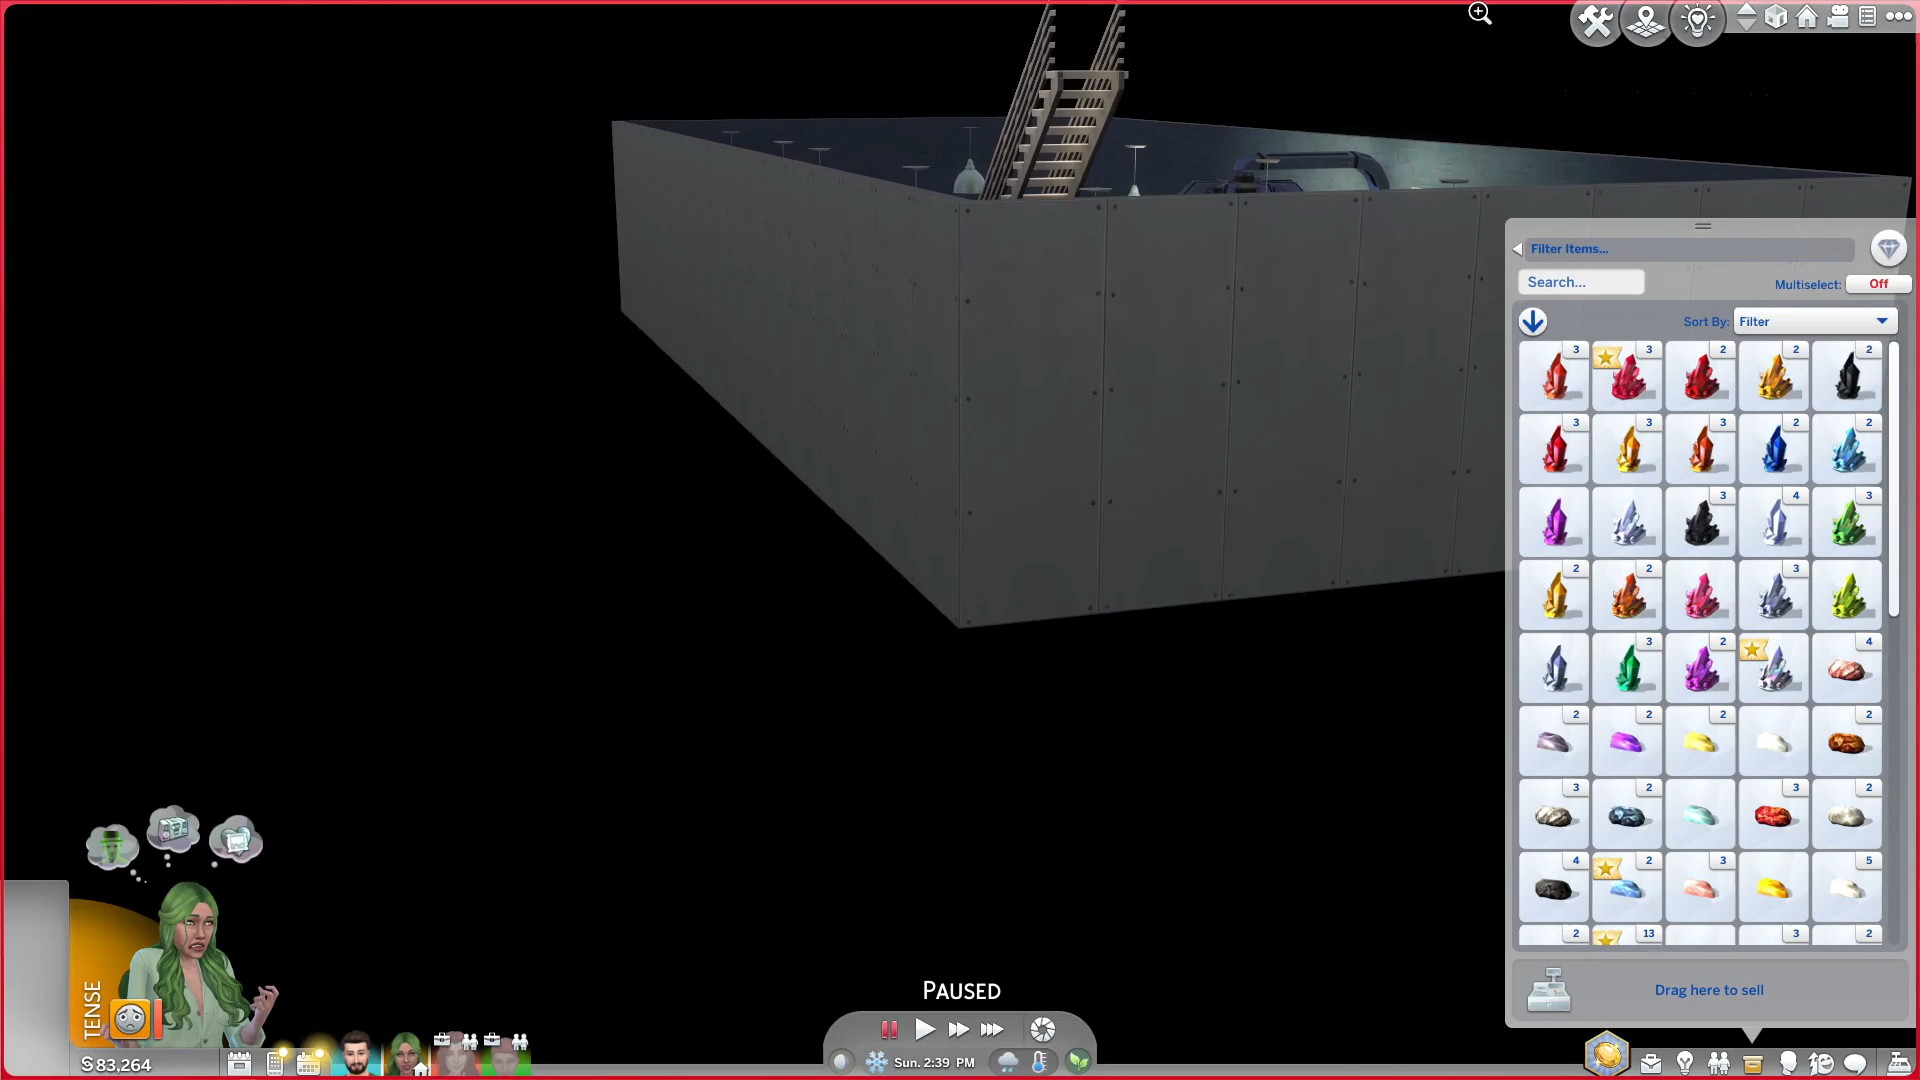 Filter Items...
Search...
Multiselect: Off
Sort By: Filter
3 3 2 2 2
3 3 3 2 2
3 4 3
2 2 3
3 2 4
2 2 2 2
3 2 3 2
4 2 3 5
2 13 3 2
Drag here to sell
TENSE
PAUSED
§83,264
Sun. 2:39 PM